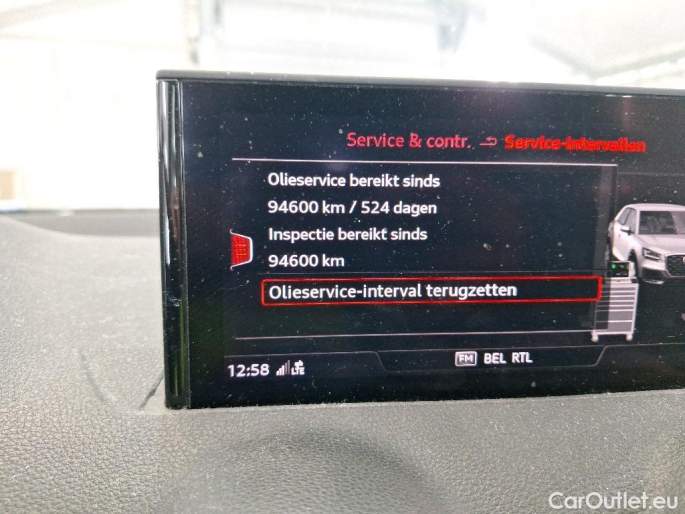 Service & contr. ⮌ Service-Intervallen
Olieservice bereikt sinds
94600 km / 524 dagen
Inspectie bereikt sinds
94600 km
Olieservice-interval terugzetten
12:58 LTE FM BEL RTL
CarOutlet.eu